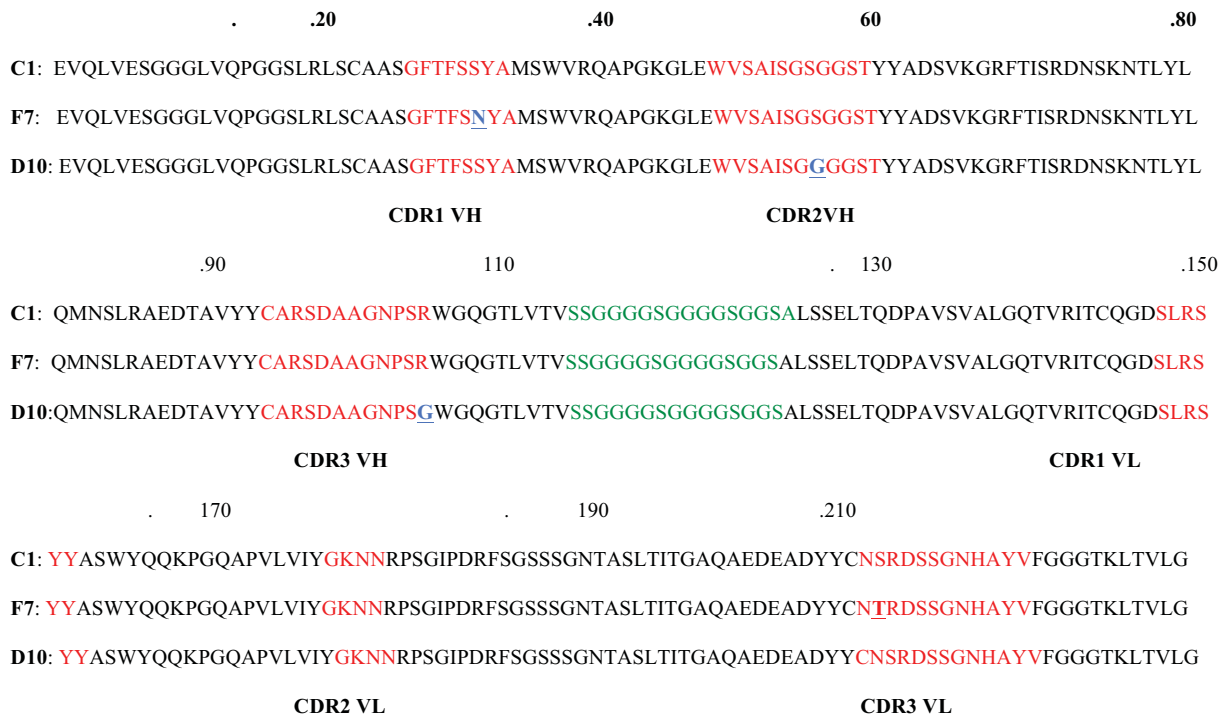 . .20 .40 60 .80
C1: EVQLVESGGGLVQPGGSLRLSCAASGFTFSSYAMSWVRQAPGKGLEWVSAISGSGGSTYYADSVKGRFTISRDNSKNTLYL
F7: EVQLVESGGGLVQPGGSLRLSCAASGFTFSNYAMSWVRQAPGKGLEWVSAISGSGGSTYYADSVKGRFTISRDNSKNTLYL
D10: EVQLVESGGGLVQPGGSLRLSCAASGFTFSSYAMSWVRQAPGKGLEWVSAISGGGGSTYYADSVKGRFTISRDNSKNTLYL
CDR1 VH CDR2VH
.90 110 . 130 .150
C1: QMNSLRAEDTAVYYCARSDAAGNPSRWGQGTLVTVSSGGGGSGGGGSGGSALSSELTQDPAVSVALGQTVRITCQGDSLRS
F7: QMNSLRAEDTAVYYCARSDAAGNPSRWGQGTLVTVSSGGGGSGGGGSGGSALSSELTQDPAVSVALGQTVRITCQGDSLRS
D10:QMNSLRAEDTAVYYCARSDAAGNPSGWGQGTLVTVSSGGGGSGGGGSGGSALSSELTQDPAVSVALGQTVRITCQGDSLRS
CDR3 VH CDR1 VL
. 170 . 190 .210
C1: YYASWYQQKPGQAPVLVIYGKNNRPSGIPDRFSGSSSGNTASLTITGAQAEDEADYYCNSRDSSGNHAYVFGGGTKLTVLG
F7: YYASWYQQKPGQAPVLVIYGKNNRPSGIPDRFSGSSSGNTASLTITGAQAEDEADYYCNTRDSSGNHAYVFGGGTKLTVLG
D10: YYASWYQQKPGQAPVLVIYGKNNRPSGIPDRFSGSSSGNTASLTITGAQAEDEADYYCNSRDSSGNHAYVFGGGTKLTVLG
CDR2 VL CDR3 VL